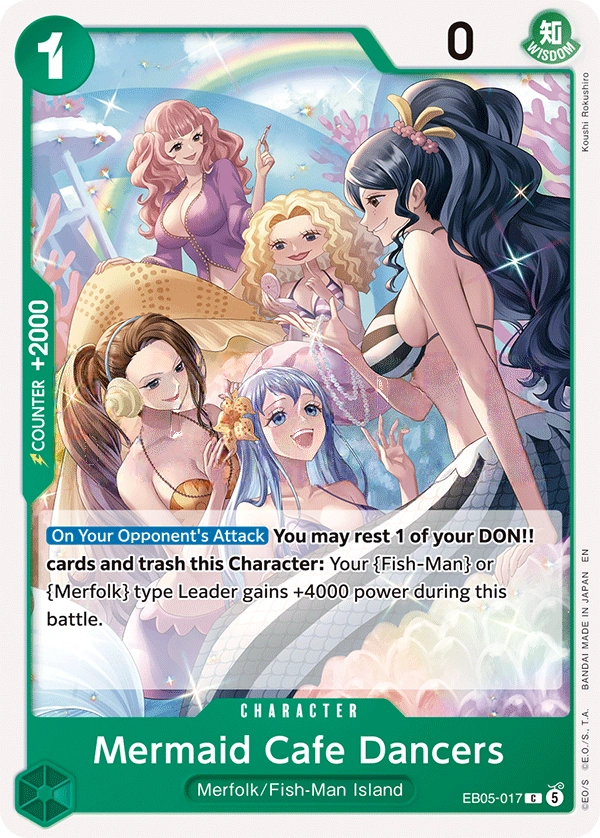 1
0
知
WISDOM
Koushi Rokushiro
COUNTER +2000
On Your Opponent's Attack You may rest 1 of your DON!!
cards and trash this Character: Your {Fish-Man} or
{Merfolk} type Leader gains +4000 power during this
battle.
BANDAI MADE IN JAPAN EN
©EO/S ©E.O./S., T.A.
CHARACTER
Mermaid Cafe Dancers
Merfolk/Fish-Man Island
EB05-017 C 5